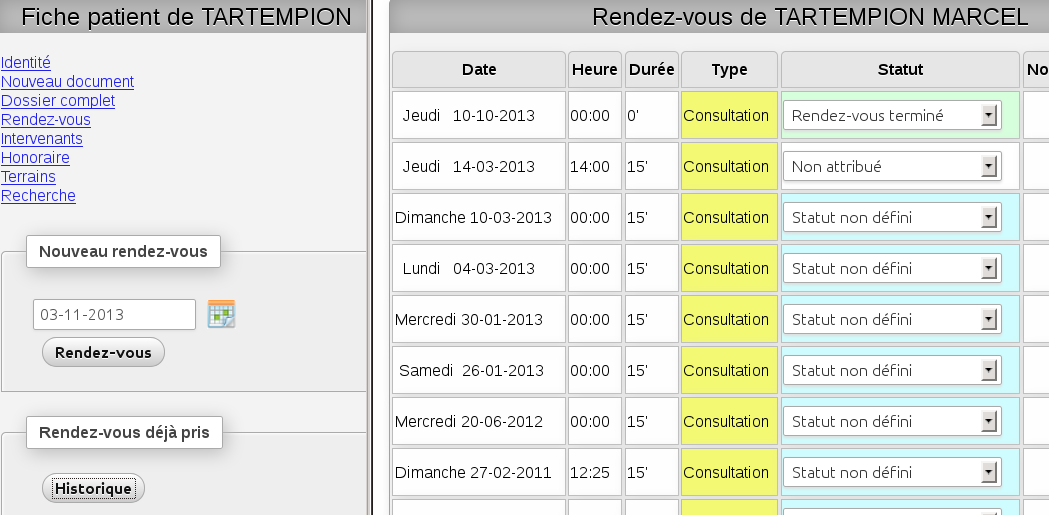 Fiche patient de TARTEMPION
Identité
Nouveau document
Dossier complet
Rendez-vous
Intervenants
Honoraire
Terrains
Recherche
Nouveau rendez-vous
03-11-2013
Rendez-vous
Rendez-vous déjà pris
Historique
Rendez-vous de TARTEMPION MARCEL
Date Heure Durée Type Statut No
Jeudi 10-10-2013 00:00 0' Consultation Rendez-vous terminé
Jeudi 14-03-2013 14:00 15' Consultation Non attribué
Dimanche 10-03-2013 00:00 15' Consultation Statut non défini
Lundi 04-03-2013 00:00 15' Consultation Statut non défini
Mercredi 30-01-2013 00:00 15' Consultation Statut non défini
Samedi 26-01-2013 00:00 15' Consultation Statut non défini
Mercredi 20-06-2012 00:00 15' Consultation Statut non défini
Dimanche 27-02-2011 12:25 15' Consultation Statut non défini